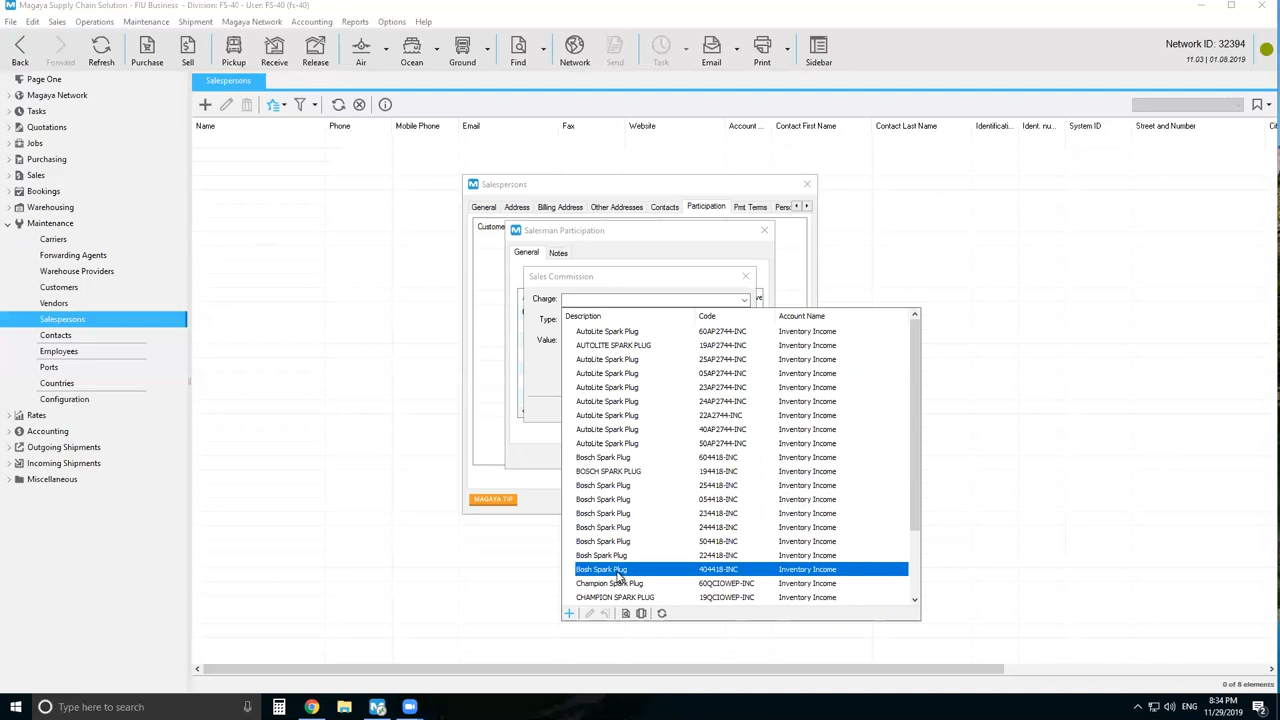 Magaya Supply Chain Solution - FIU Business - Division: FS-40 - User: FS-40 (fs-40)
File Edit Sales Operations Maintenance Shipment Magaya Network Accounting Reports Options Help
Back Forward Refresh Purchase Sell Pickup Receive Release Air Ocean Ground Find Network Send Task Email Print Sidebar
Network ID: 32394
11.03 | 01.08.2019
Page One
Magaya Network
Tasks
Quotations
Jobs
Purchasing
Sales
Bookings
Warehousing
Maintenance
Carriers
Forwarding Agents
Warehouse Providers
Customers
Vendors
Salespersons
Contacts
Employees
Ports
Countries
Configuration
Rates
Accounting
Outgoing Shipments
Incoming Shipments
Miscellaneous
Salespersons
Name Phone Mobile Phone Email Fax Website Account ... Contact First Name Contact Last Name Identificati... Ident. nu... System ID Street and Number
Salespersons
General Address Billing Address Other Addresses Contacts Participation Pmt Terms
Salesman Participation
General Notes
Sales Commission
Charge:
Type:
Value:
Description Code Account Name
AutoLite Spark Plug 60AP2744-INC Inventory Income
AUTOLITE SPARK PLUG 19AP2744-INC Inventory Income
AutoLite Spark Plug 25AP2744-INC Inventory Income
AutoLite Spark Plug 05AP2744-INC Inventory Income
AutoLite Spark Plug 23AP2744-INC Inventory Income
AutoLite Spark Plug 24AP2744-INC Inventory Income
AutoLite Spark Plug 22A2744-INC Inventory Income
AutoLite Spark Plug 40AP2744-INC Inventory Income
AutoLite Spark Plug 50AP2744-INC Inventory Income
Bosch Spark Plug 604418-INC Inventory Income
BOSCH SPARK PLUG 194418-INC Inventory Income
Bosch Spark Plug 254418-INC Inventory Income
Bosch Spark Plug 054418-INC Inventory Income
Bosch Spark Plug 234418-INC Inventory Income
Bosch Spark Plug 244418-INC Inventory Income
Bosch Spark Plug 504418-INC Inventory Income
Bosh Spark Plug 224418-INC Inventory Income
Bosh Spark Plug 404418-INC Inventory Income
Champion Spark Plug 60QCIOWEP-INC Inventory Income
CHAMPION SPARK PLUG 19QCIOWEP-INC Inventory Income
MAGAYA TIP
0 of 8 elements
Type here to search
ENG
8:34 PM
11/29/2019
2